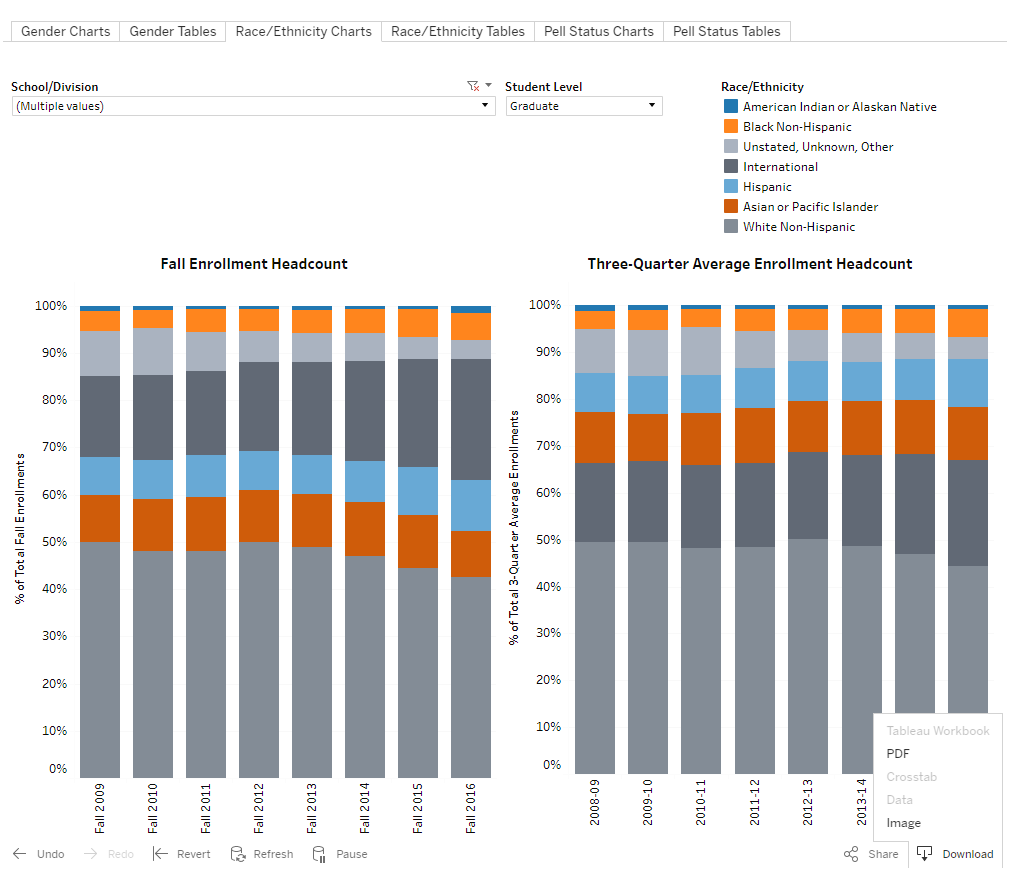 Gender Charts Gender Tables Race/Ethnicity Charts Race/Ethnicity Tables Pell Status Charts Pell Status Tables
School/Division Student Level Race/Ethnicity
(Multiple values) Graduate American Indian or Alaskan Native
Black Non-Hispanic
Unstated, Unknown, Other
International
Hispanic
Asian or Pacific Islander
White Non-Hispanic
Fall Enrollment Headcount
% of Total Fall Enrollments
100%
90%
80%
70%
60%
50%
40%
30%
20%
10%
0%
Fall 2009 Fall 2010 Fall 2011 Fall 2012 Fall 2013 Fall 2014 Fall 2015 Fall 2016
Three-Quarter Average Enrollment Headcount
% of Total 3-Quarter Average Enrollments
100%
90%
80%
70%
60%
50%
40%
30%
20%
10%
0%
2008-09 2009-10 2010-11 2011-12 2012-13 2013-14
Tableau Workbook
PDF
Crosstab
Data
Image
Undo Redo Revert Refresh Pause Share Download